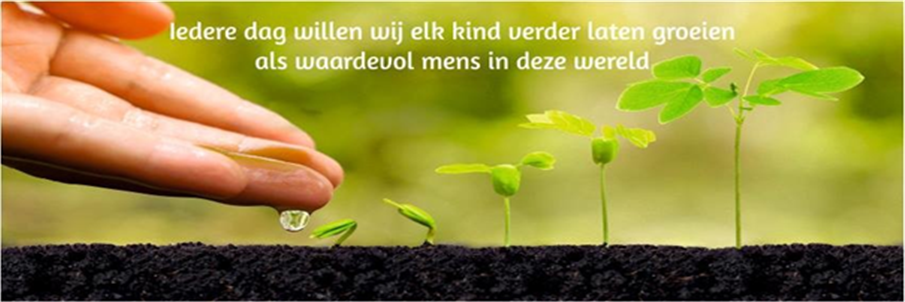 Iedere dag willen wij elk kind verder laten groeien
als waardevol mens in deze wereld